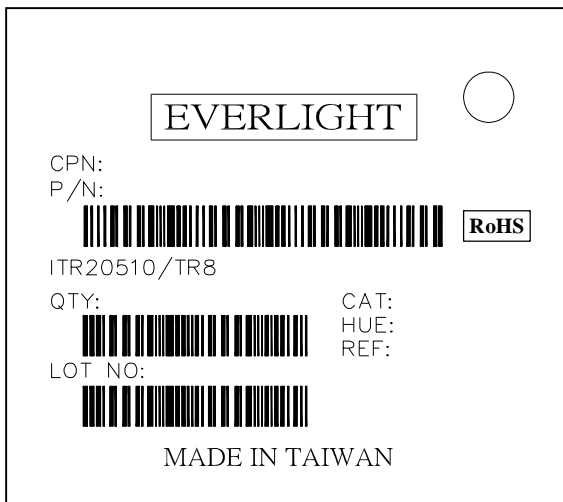 EVERLIGHT
CPN:
P/N:
RoHS
ITR20510/TR8
QTY:
CAT:
HUE:
REF:
LOT NO:
MADE IN TAIWAN